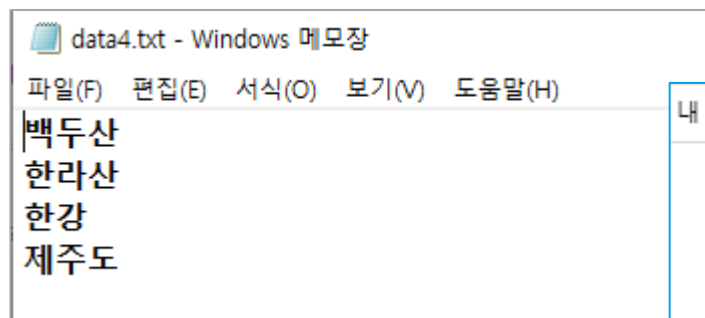 data4.txt - Windows 메모장
파일(F) 편집(E) 서식(O) 보기(V) 도움말(H)
내
백두산
한라산
한강
제주도